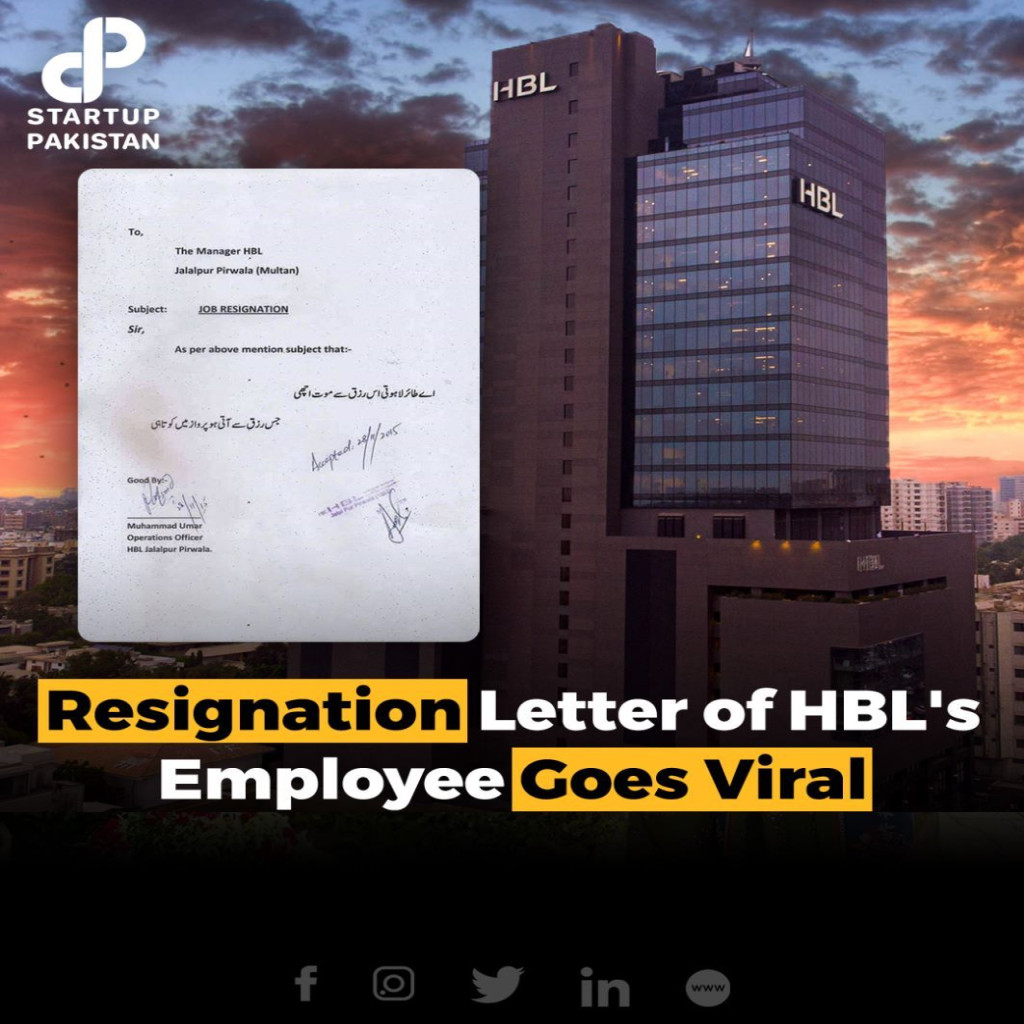 STARTUP
PAKISTAN
HBL
HBL
To,
The Manager HBL
Jalalpur Pirwala (Multan)
Subject: JOB RESIGNATION
Sir,
As per above mention subject that:-
اے طائر لاہوتی اس رزق سے موت اچھی
جس رزق سے آتی ہو پرواز میں کوتاہی
Accepted. 28/11/2015
Good By:-
Muhammad Umar
Operations Officer
HBL Jalalpur Pirwala.
Resignation Letter of HBL's
Employee Goes Viral
www